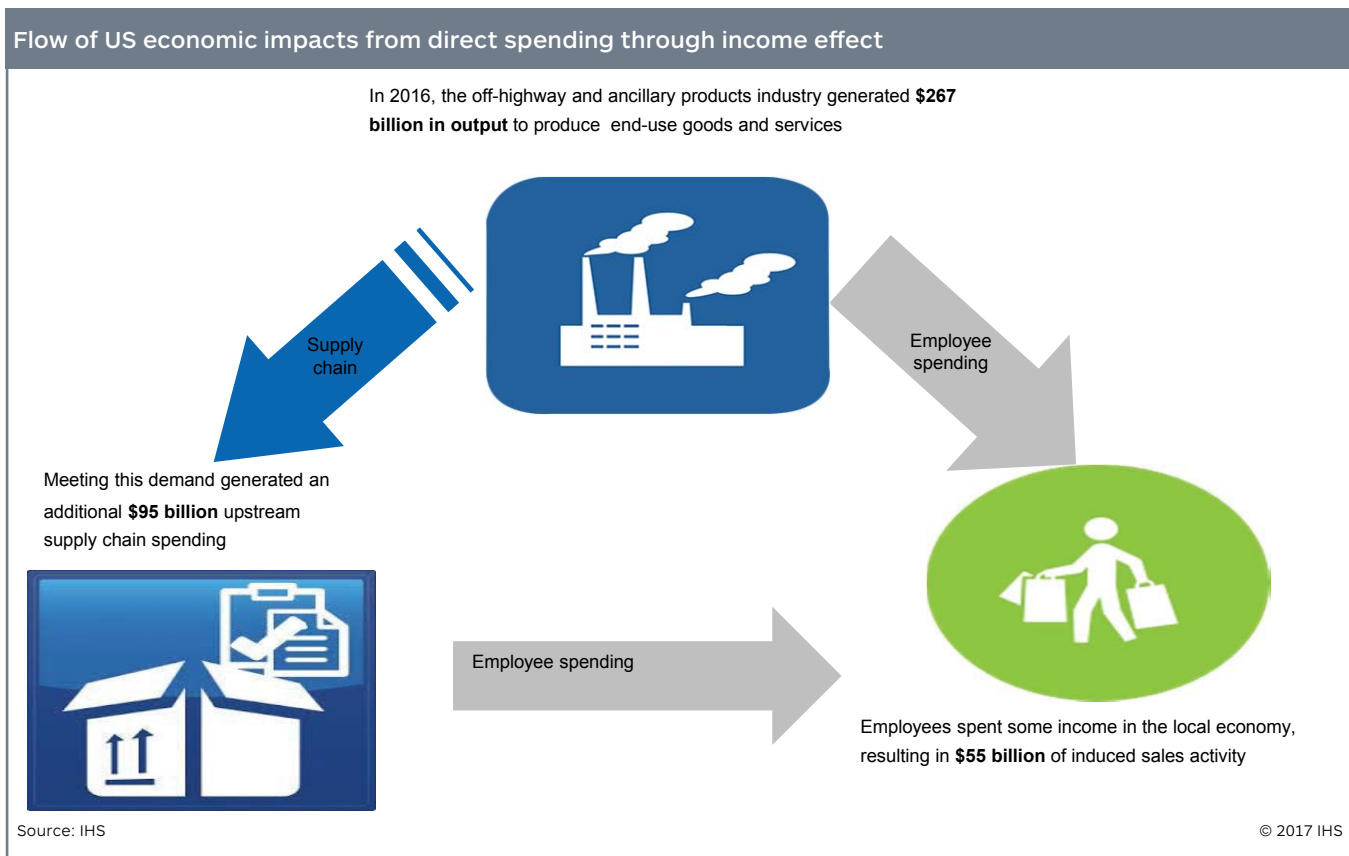 Flow of US economic impacts from direct spending through income effect
In 2016, the off-highway and ancillary products industry generated $267
billion in output to produce end-use goods and services
Supply
chain
Employee
spending
Meeting this demand generated an
additional $95 billion upstream
supply chain spending
Employee spending
Employees spent some income in the local economy,
resulting in $55 billion of induced sales activity
Source: IHS
© 2017 IHS